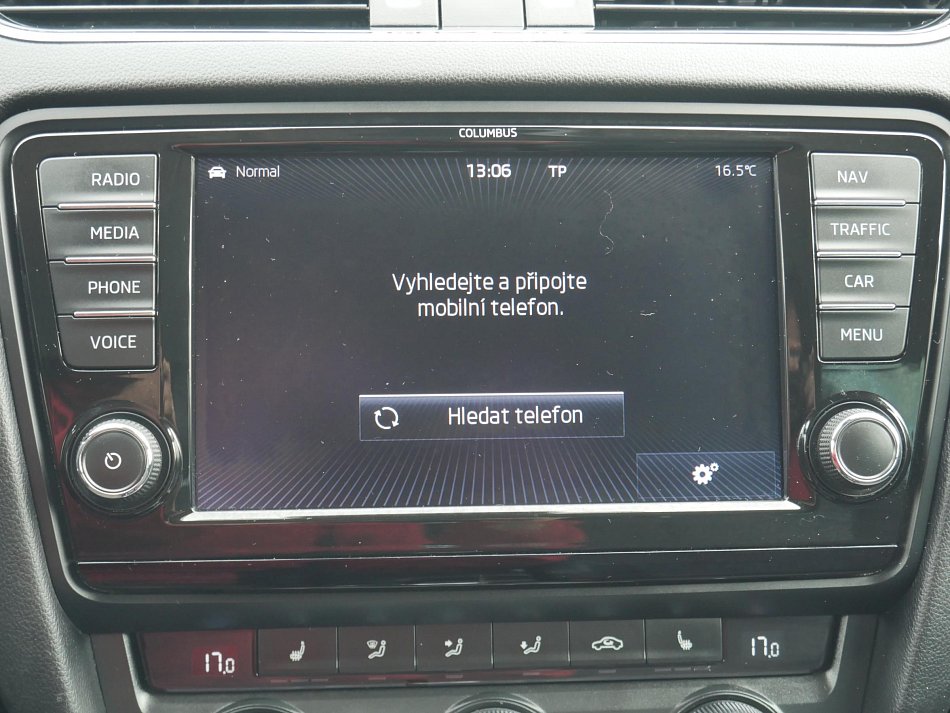 COLUMBUS
RADIO
MEDIA
PHONE
VOICE
Normal 13:06 TP 16.5°C
Vyhledejte a připojte
mobilní telefon.
Hledat telefon
NAV
TRAFFIC
CAR
MENU
17.0
17.0